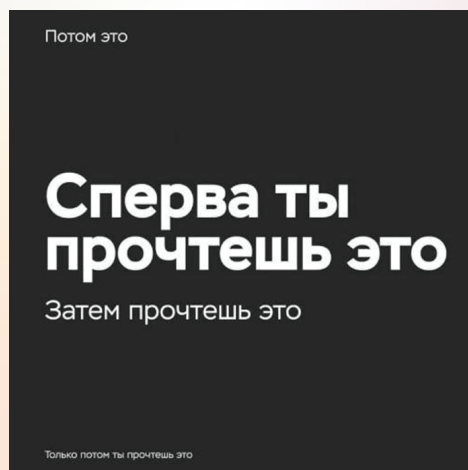 Потом это
Сперва ты
прочтешь это
Затем прочтешь это
Только потом ты прочтешь это